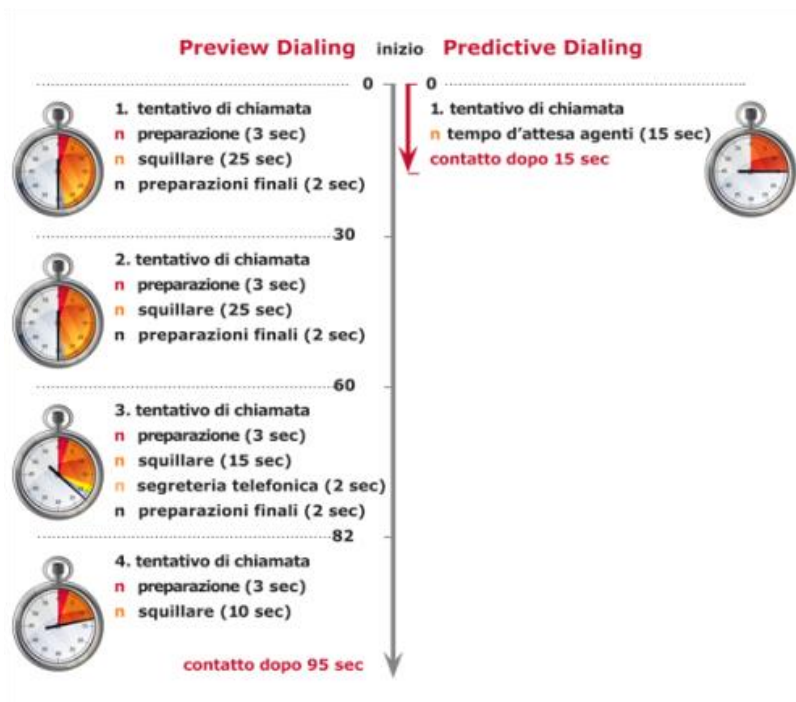 Preview Dialing inizio Predictive Dialing
0 0
1. tentativo di chiamata
n preparazione (3 sec)
n squillare (25 sec)
n preparazioni finali (2 sec)
30
2. tentativo di chiamata
n preparazione (3 sec)
n squillare (25 sec)
n preparazioni finali (2 sec)
60
3. tentativo di chiamata
n preparazione (3 sec)
n squillare (15 sec)
n segreteria telefonica (2 sec)
n preparazioni finali (2 sec)
82
4. tentativo di chiamata
n preparazione (3 sec)
n squillare (10 sec)
contatto dopo 95 sec
1. tentativo di chiamata
n tempo d'attesa agenti (15 sec)
contatto dopo 15 sec